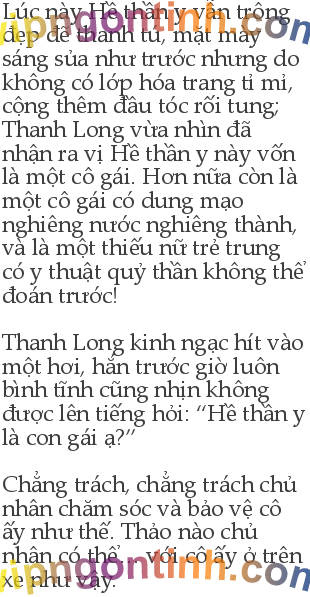 Lúc này Hề thần y vẫn trông
đẹp đẽ thanh tú, mặt mày
sáng sủa như trước nhưng do
không có lớp hóa trang tỉ mỉ,
cộng thêm đầu tóc rối tung;
Thanh Long vừa nhìn đã
nhận ra vị Hề thần y này vốn
là một cô gái. Hơn nữa còn là
một cô gái có dung mạo
nghiêng nước nghiêng thành,
và là một thiếu nữ trẻ trung
có y thuật quỷ thần không thể
đoán trước!
Thanh Long kinh ngạc hít vào
một hơi, hắn trước giờ luôn
bình tĩnh cũng nhịn không
được lên tiếng hỏi: “Hề thần y
là con gái ạ?”
Chẳng trách, chẳng trách chủ
nhân chăm sóc và bảo vệ cô
ấy như thế. Thảo nào chủ
nhân có thể... với cô ấy ở trên
xe như vậy.
vipngontinh.com
vipngontinh.com